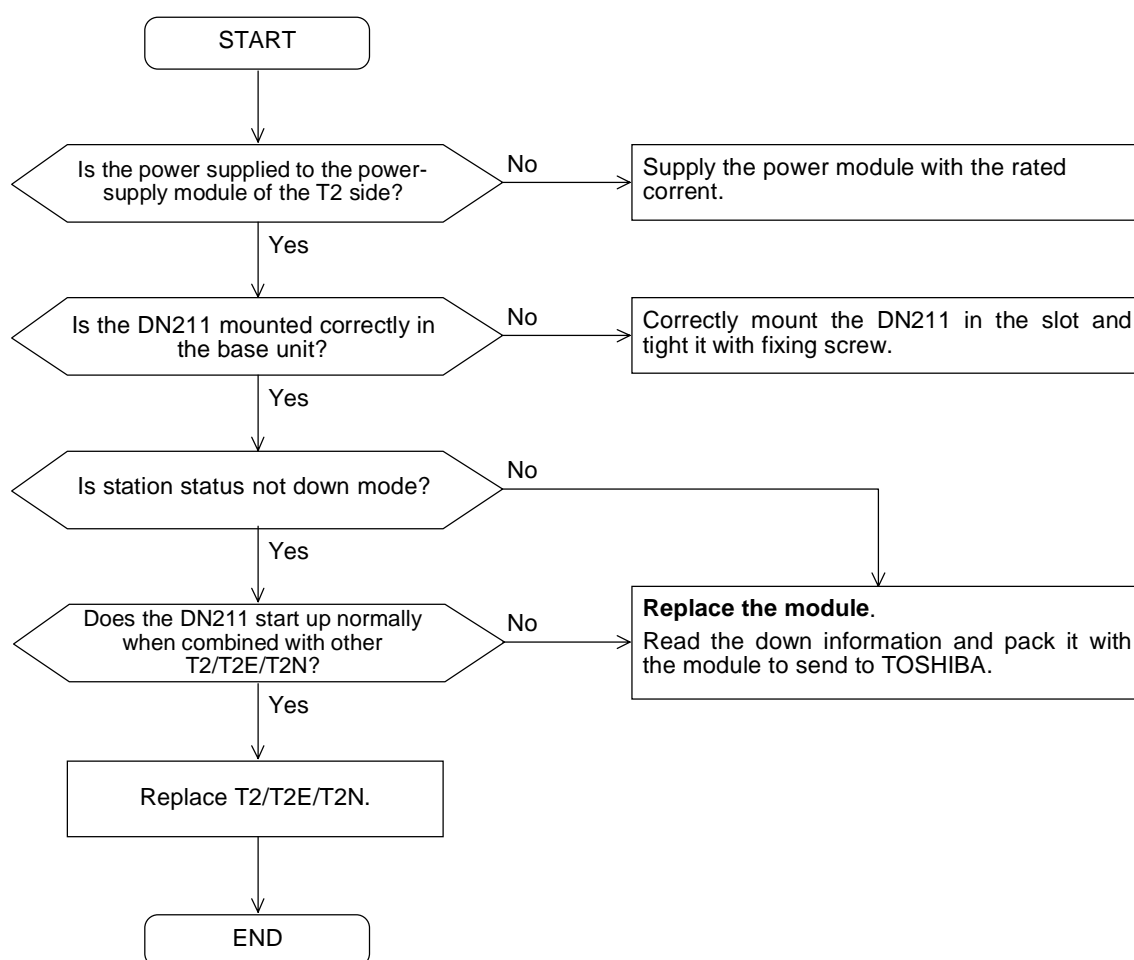 START
Is the power supplied to the power-
supply module of the T2 side?
No
Supply the power module with the rated
corrent.
Yes
Is the DN211 mounted correctly in
the base unit?
No
Correctly mount the DN211 in the slot and
tight it with fixing screw.
Yes
Is station status not down mode?
No
Yes
Does the DN211 start up normally
when combined with other
T2/T2E/T2N?
No
Replace the module.
Read the down information and pack it with
the module to send to TOSHIBA.
Yes
Replace T2/T2E/T2N.
END